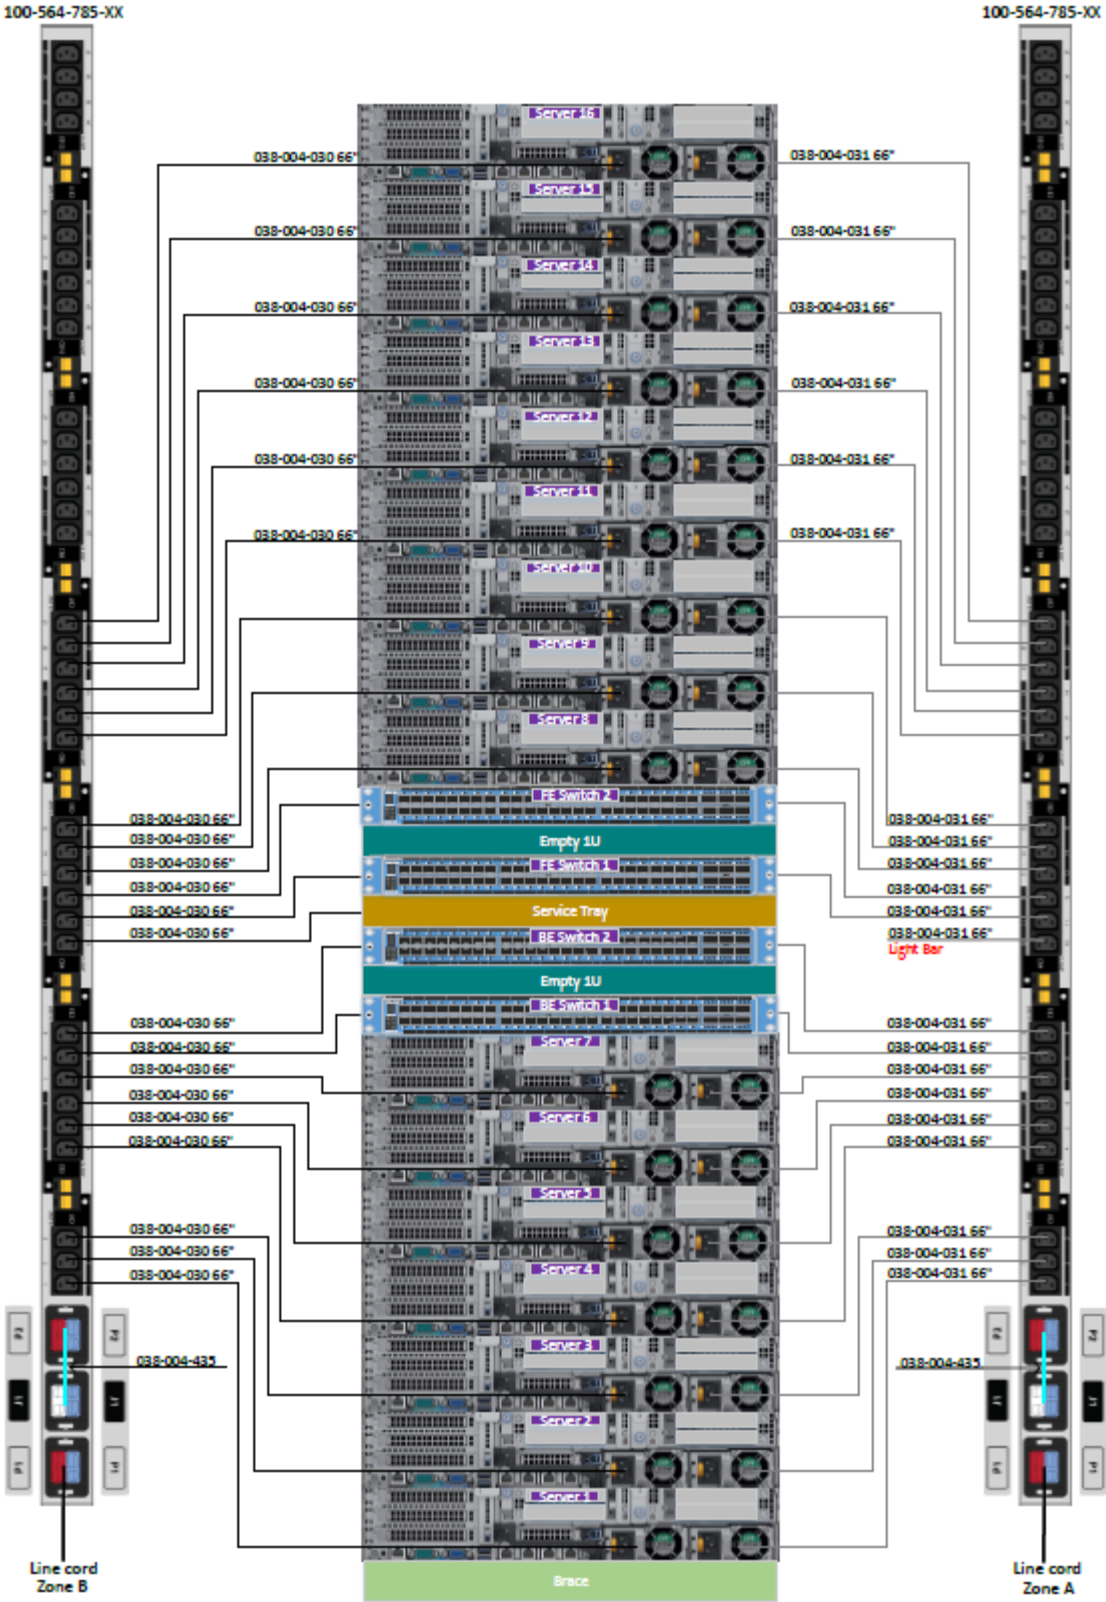 100-564-785-XX
100-564-785-XX
Server 16
038-004-030 66"
038-004-031 66"
Server 15
038-004-030 66"
038-004-031 66"
Server 14
038-004-030 66"
038-004-031 66"
Server 13
038-004-030 66"
038-004-031 66"
Server 12
038-004-030 66"
038-004-031 66"
Server 11
038-004-030 66"
038-004-031 66"
Server 10
Server 9
Server 8
FE Switch 2
038-004-030 66"
038-004-031 66"
Empty 1U
038-004-030 66"
038-004-031 66"
FE Switch 1
038-004-030 66"
038-004-031 66"
038-004-030 66"
038-004-031 66"
Service Tray
038-004-030 66"
038-004-031 66"
BE Switch 2
038-004-030 66"
038-004-031 66"
Light Bar
Empty 1U
BE Switch 1
038-004-030 66"
038-004-031 66"
Server 7
038-004-030 66"
038-004-031 66"
038-004-030 66"
038-004-031 66"
038-004-030 66"
038-004-031 66"
Server 6
038-004-030 66"
038-004-031 66"
038-004-030 66"
038-004-031 66"
Server 5
038-004-030 66"
038-004-031 66"
038-004-030 66"
038-004-031 66"
Server 4
038-004-030 66"
038-004-031 66"
Server 3
038-004-435
038-004-435
P2
P2
J1
J1
Server 2
P1
P1
Server 1
Line cord
Zone B
Line cord
Zone A
Brace